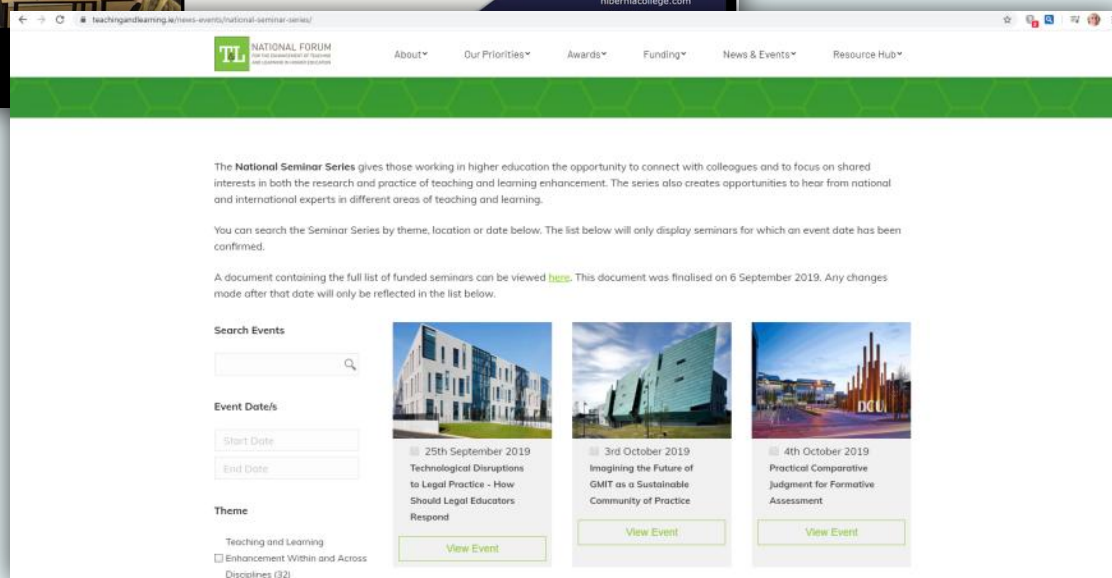 hiberniacollege.com
teachingandlearning.ie/news-events/national-seminar-series/
TL
NATIONAL FORUM
FOR THE ENHANCEMENT OF TEACHING
AND LEARNING IN HIGHER EDUCATION
About
Our Priorities
Awards
Funding
News & Events
Resource Hub
The National Seminar Series gives those working in higher education the opportunity to connect with colleagues and to focus on shared
interests in both the research and practice of teaching and learning enhancement. The series also creates opportunities to hear from national
and international experts in different areas of teaching and learning.
You can search the Seminar Series by theme, location or date below. The list below will only display seminars for which an event date has been
confirmed.
A document containing the full list of funded seminars can be viewed here. This document was finalised on 6 September 2019. Any changes
made after that date will only be reflected in the list below.
Search Events
Event Date/s
Start Date
End Date
Theme
Teaching and Learning
Enhancement Within and Across
Disciplines (32)
25th September 2019
Technological Disruptions
to Legal Practice - How
Should Legal Educators
Respond
View Event
3rd October 2019
Imagining the Future of
GMIT as a Sustainable
Community of Practice
View Event
DCU
4th October 2019
Practical Comparative
Judgment for Formative
Assessment
View Event